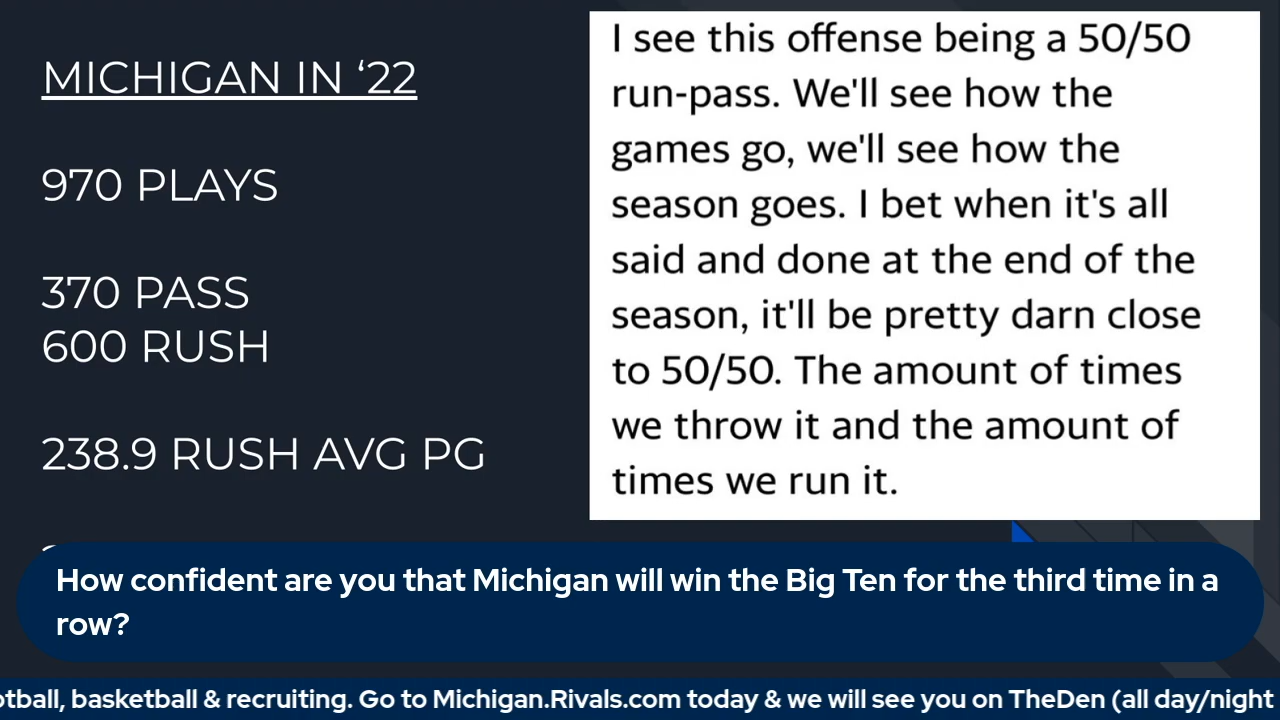 MICHIGAN IN ‘22
970 PLAYS
370 PASS
600 RUSH
238.9 RUSH AVG PG
I see this offense being a 50/50
run-pass. We'll see how the
games go, we'll see how the
season goes. I bet when it's all
said and done at the end of the
season, it'll be pretty darn close
to 50/50. The amount of times
we throw it and the amount of
times we run it.
How confident are you that Michigan will win the Big Ten for the third time in a
row?
basketball & recruiting. Go to Michigan.Rivals.com today & we will see you on TheDen (all day/night